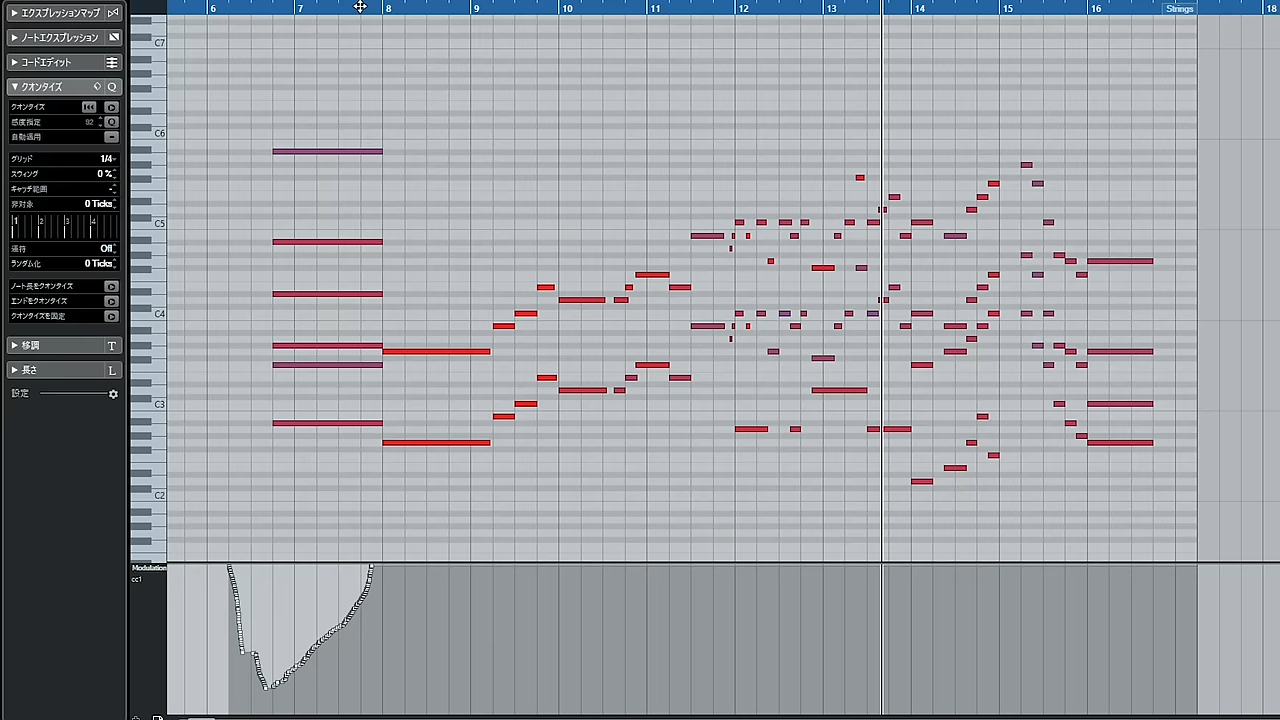 6 7 8 9 10 11 12 13 14 15 16 18
Strings
エクスプレッションマップ
ノートエクスプレッション
コードエディット
クオンタイズ Q
クオンタイズ
感度指定 92 Q
自動適用
グリッド 1/4
スウィング 0 %
キャッチ範囲 -
非対象 0 Ticks
1 2 3 4
連符 Off
ランダム化 0 Ticks
ノート長をクオンタイズ
エンドをクオンタイズ
クオンタイズを固定
移調 T
長さ L
設定
C7
C6
C5
C4
C3
C2
Modulation
cc1